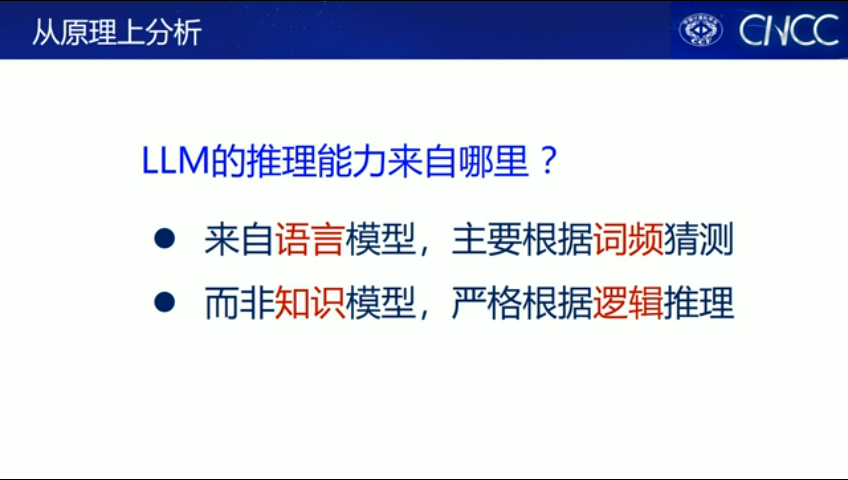 从原理上分析
CCF
CNCC
LLM的推理能力来自哪里？
● 来自语言模型，主要根据词频猜测
● 而非知识模型，严格根据逻辑推理